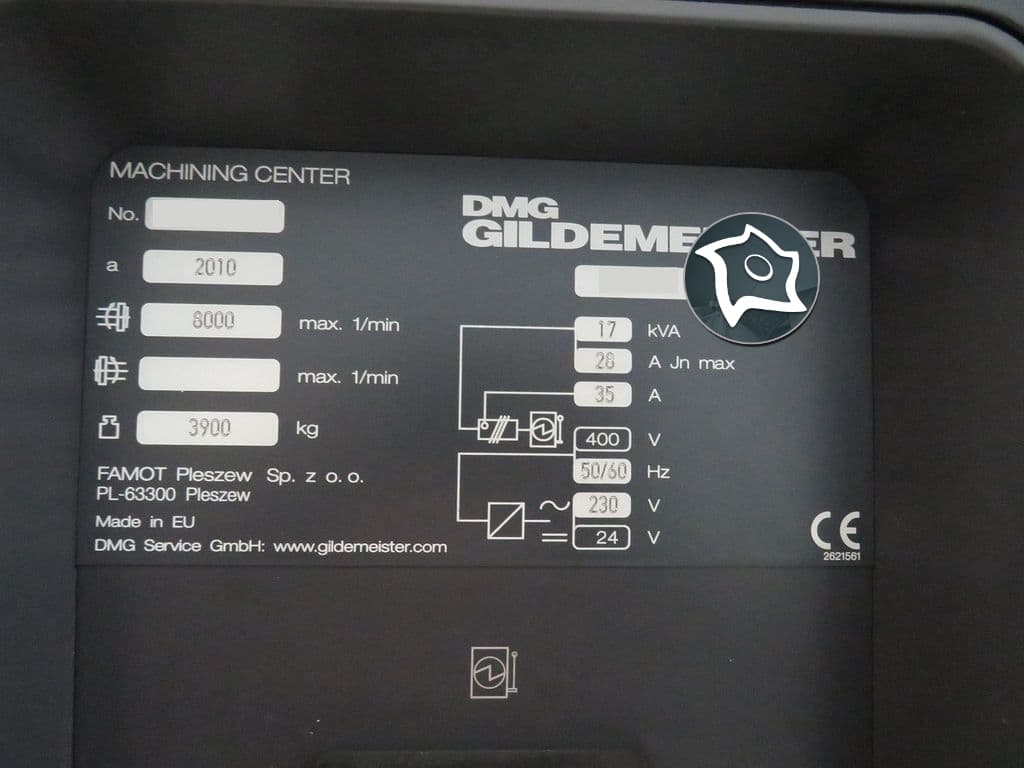 MACHINING CENTER
No.
a 2010
8000 max. 1/min
max. 1/min
3900 kg
FAMOT Pleszew Sp. z o. o.
PL-63300 Pleszew
Made in EU
DMG Service GmbH: www.gildemeister.com
DMG
GILDEMEISTER
17 kVA
28 A Jn max
35 A
400 V
50/60 Hz
230 V
24 V
CE
2621561